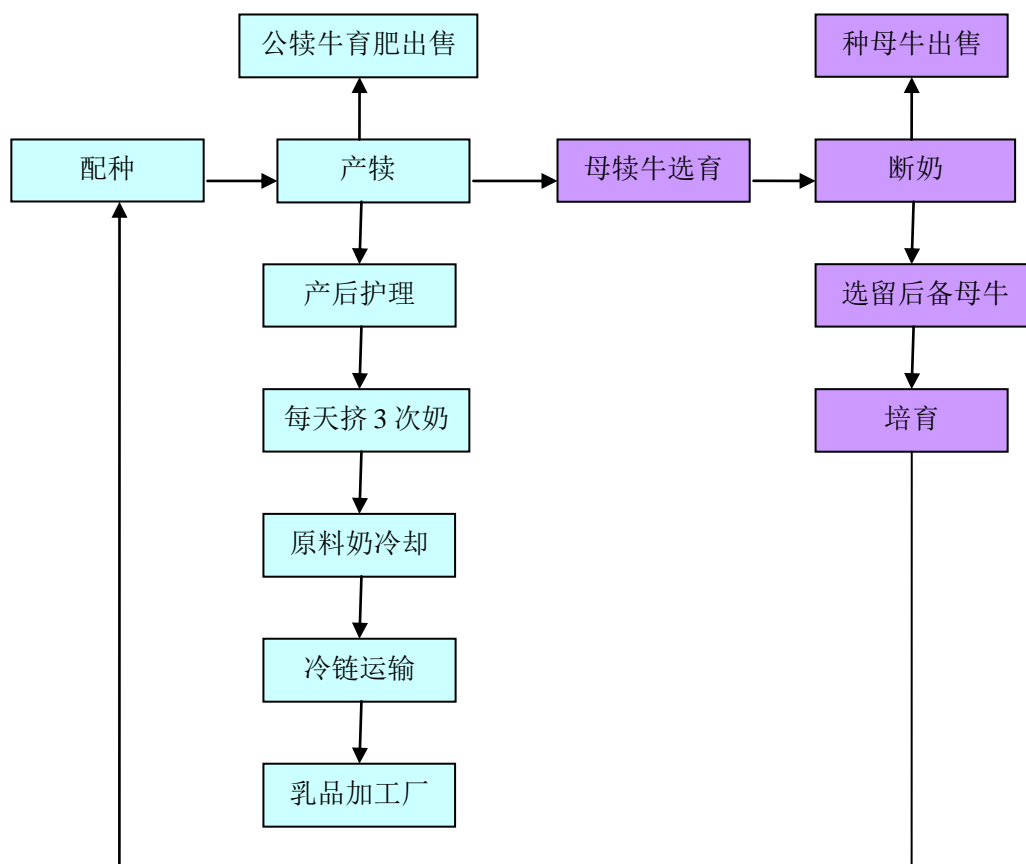 公犊牛育肥出售
种母牛出售
配种
产犊
母犊牛选育
断奶
产后护理
选留后备母牛
每天挤 3 次奶
培育
原料奶冷却
冷链运输
乳品加工厂